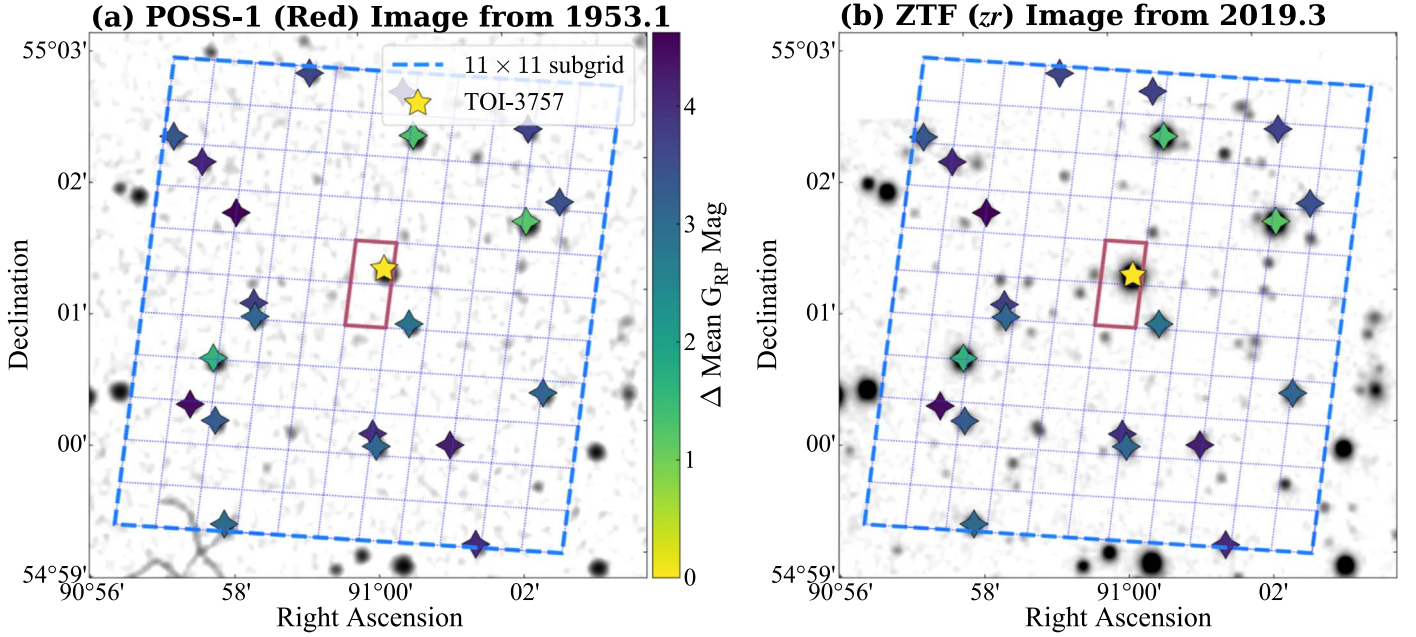 (a) POSS-1 (Red) Image from 1953.1
(b) ZTF (zr) Image from 2019.3
11 × 11 subgrid
TOI-3757
55°03'
02'
01'
00'
54°59'
90°56'
58'
91°00'
02'
Declination
Right Ascension
4
3
2
1
0
Δ Mean G_RP Mag
55°03'
02'
01'
00'
54°59'
90°56'
58'
91°00'
02'
Declination
Right Ascension